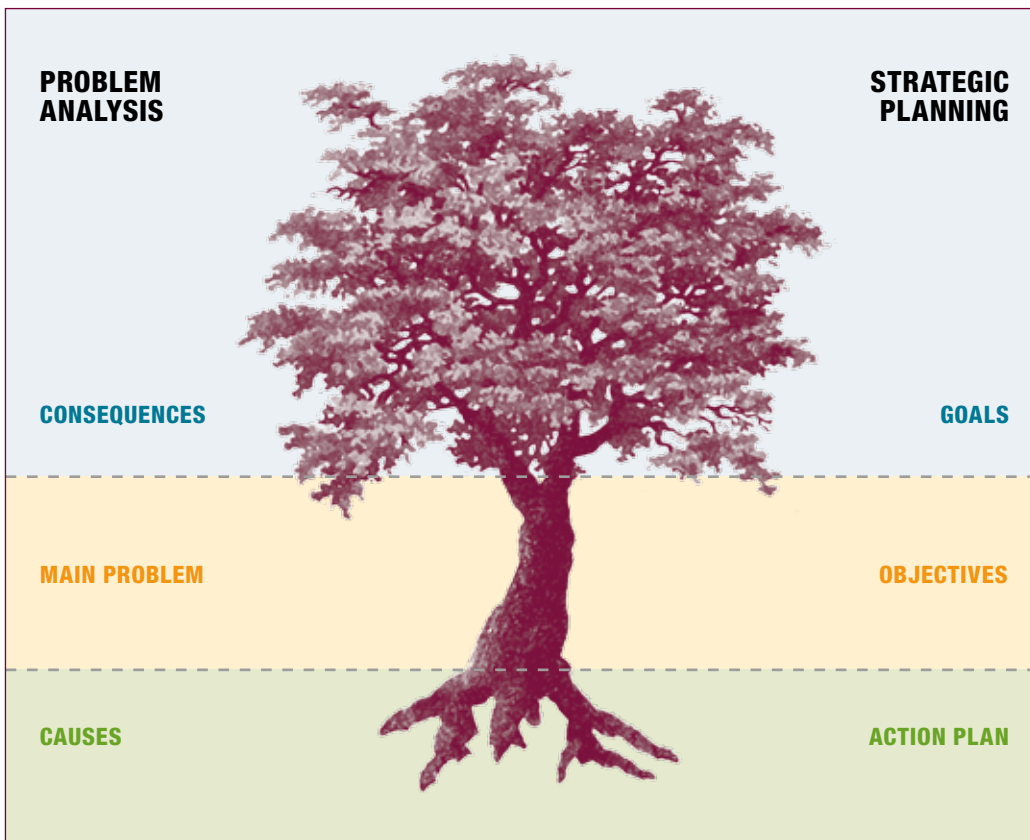 PROBLEM
ANALYSIS
STRATEGIC
PLANNING
CONSEQUENCES
GOALS
MAIN PROBLEM
OBJECTIVES
CAUSES
ACTION PLAN